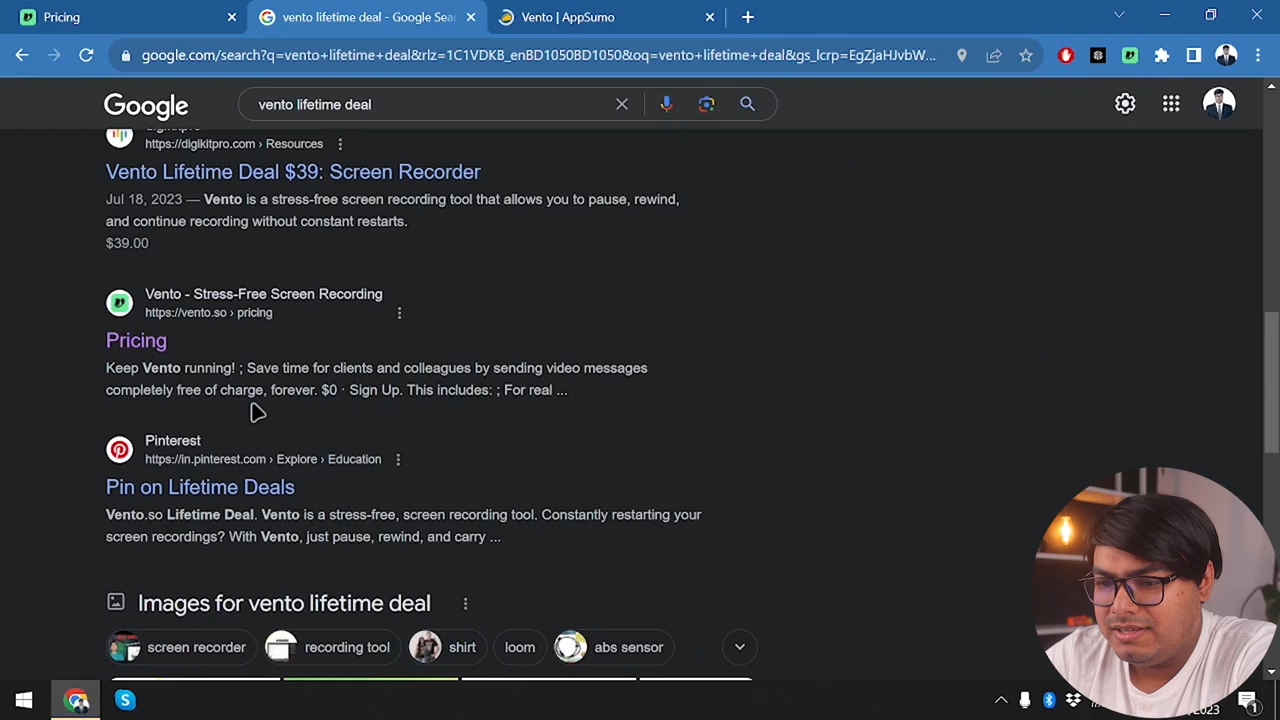 Pricing
vento lifetime deal - Google Sea
Vento | AppSumo
google.com/search?q=vento+lifetime+deal&rlz=1C1VDKB_enBD1050BD1050&oq=vento+lifetime+deal&gs_lcrp=EgZjaHJvbW...
Google
vento lifetime deal
https://digikitpro.com › Resources
Vento Lifetime Deal $39: Screen Recorder
Jul 18, 2023 — Vento is a stress-free screen recording tool that allows you to pause, rewind,
and continue recording without constant restarts.
$39.00
Vento - Stress-Free Screen Recording
https://vento.so › pricing
Pricing
Keep Vento running! ; Save time for clients and colleagues by sending video messages
completely free of charge, forever. $0 · Sign Up. This includes: ; For real ...
Pinterest
https://in.pinterest.com › Explore › Education
Pin on Lifetime Deals
Vento.so Lifetime Deal. Vento is a stress-free, screen recording tool. Constantly restarting your
screen recordings? With Vento, just pause, rewind, and carry ...
Images for vento lifetime deal
screen recorder
recording tool
shirt
loom
abs sensor
1